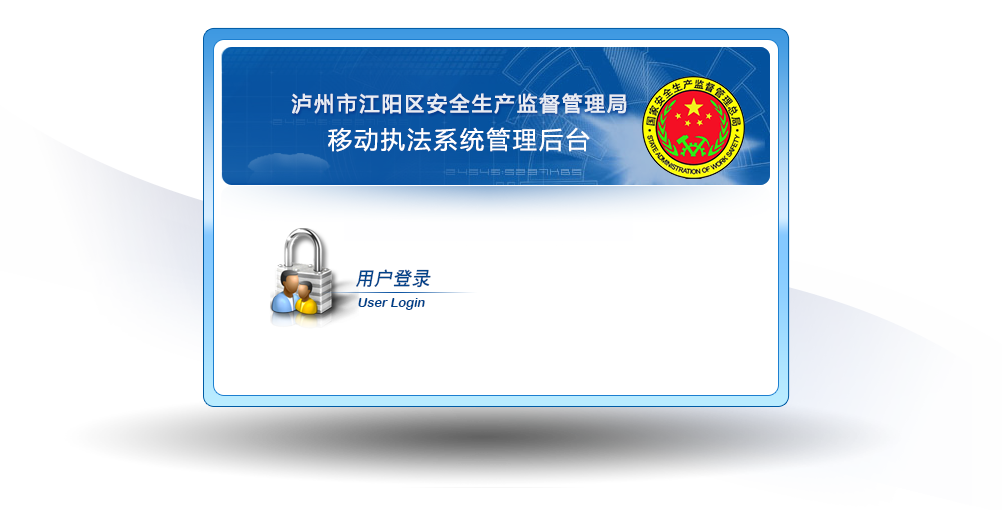 泸州市江阳区安全生产监督管理局
移动执法系统管理后台
国家安全生产监督管理总局
STATE ADMINISTRATION OF WORK SAFETY
用户登录
User Login